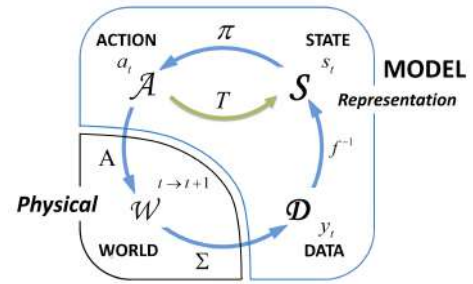 ACTION π STATE
a_t s_t MODEL
𝒜 T 𝑺 Representation
A f⁻¹
t → t+1
Physical 𝒲 𝓓
y_t
WORLD Σ DATA